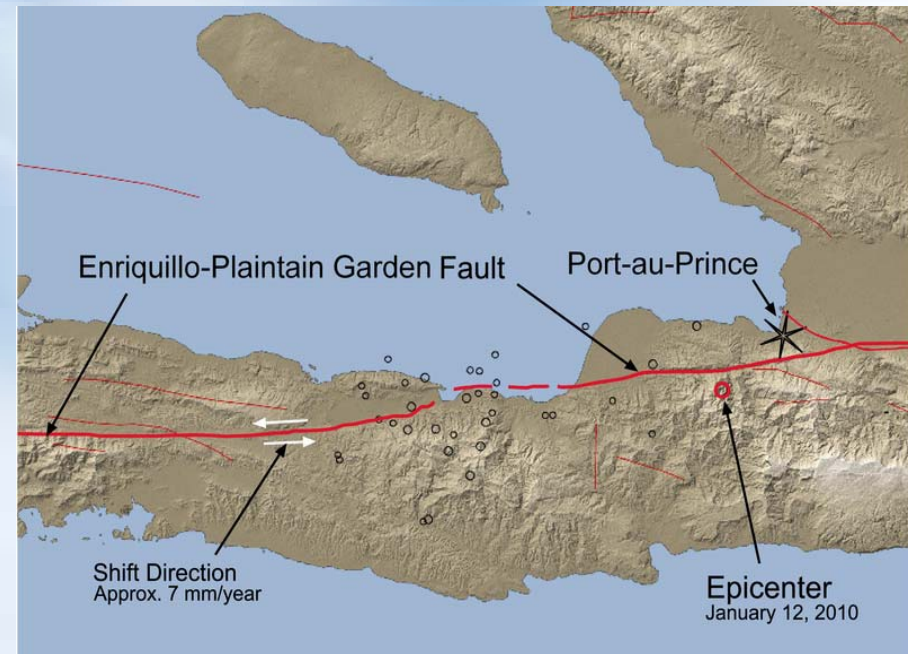 Enriquillo-Plaintain Garden Fault
Port-au-Prince
Shift Direction
Approx. 7 mm/year
Epicenter
January 12, 2010